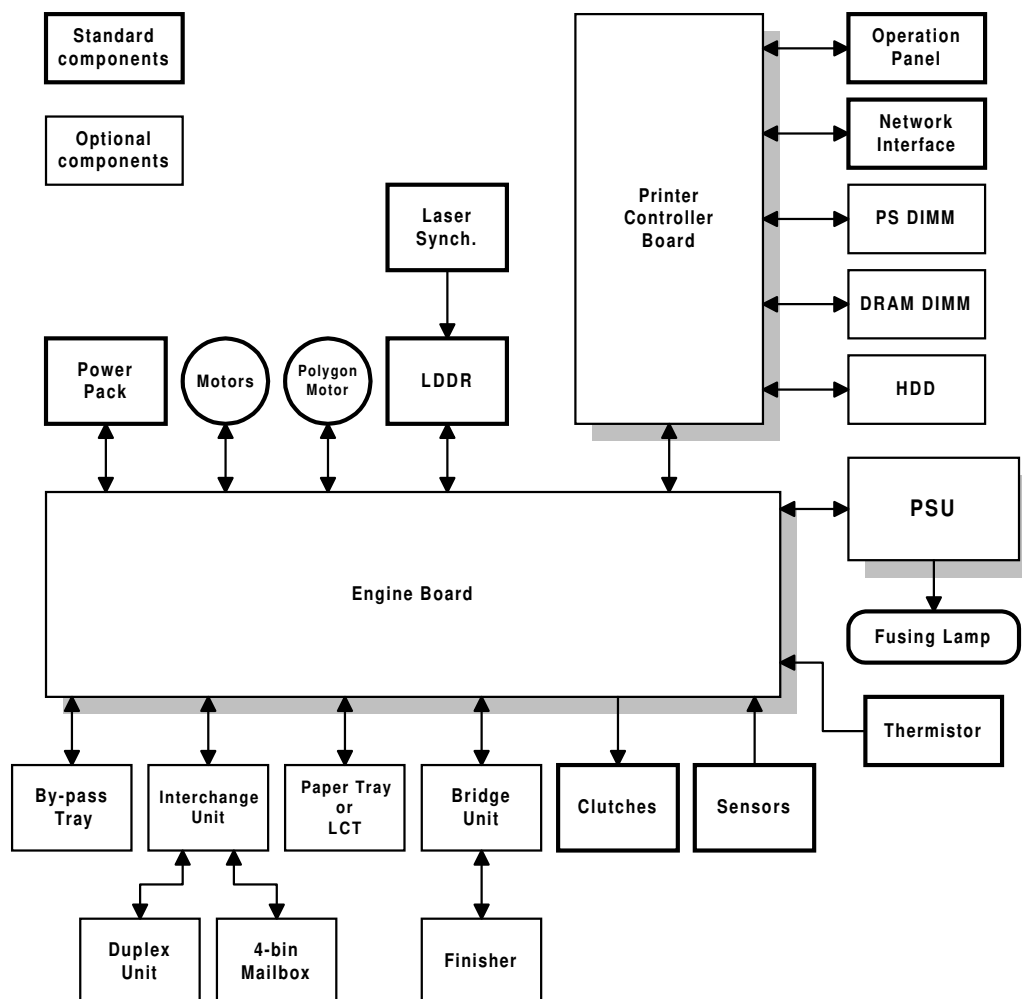 Standard
components
Optional
components
Laser
Synch.
Printer
Controller
Board
Operation
Panel
Network
Interface
PS DIMM
DRAM DIMM
HDD
Power
Pack
Motors
Polygon
Motor
LDDR
PSU
Engine Board
Fusing Lamp
Thermistor
By-pass
Tray
Interchange
Unit
Paper Tray
or
LCT
Bridge
Unit
Clutches
Sensors
Duplex
Unit
4-bin
Mailbox
Finisher